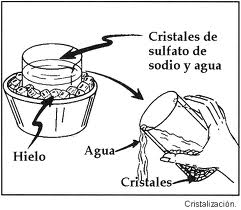 Cristales de
sulfato de
sodio y agua
Hielo
Agua
Cristales
Cristalización.